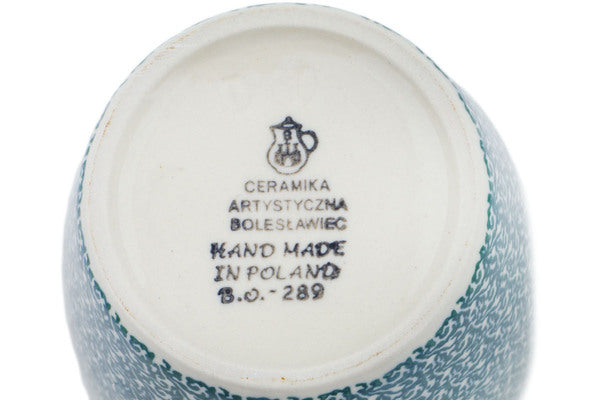 CERAMIKA
ARTYSTYCZNA
BOLESŁAWIEC
HAND MADE
IN POLAND
B.O.-289